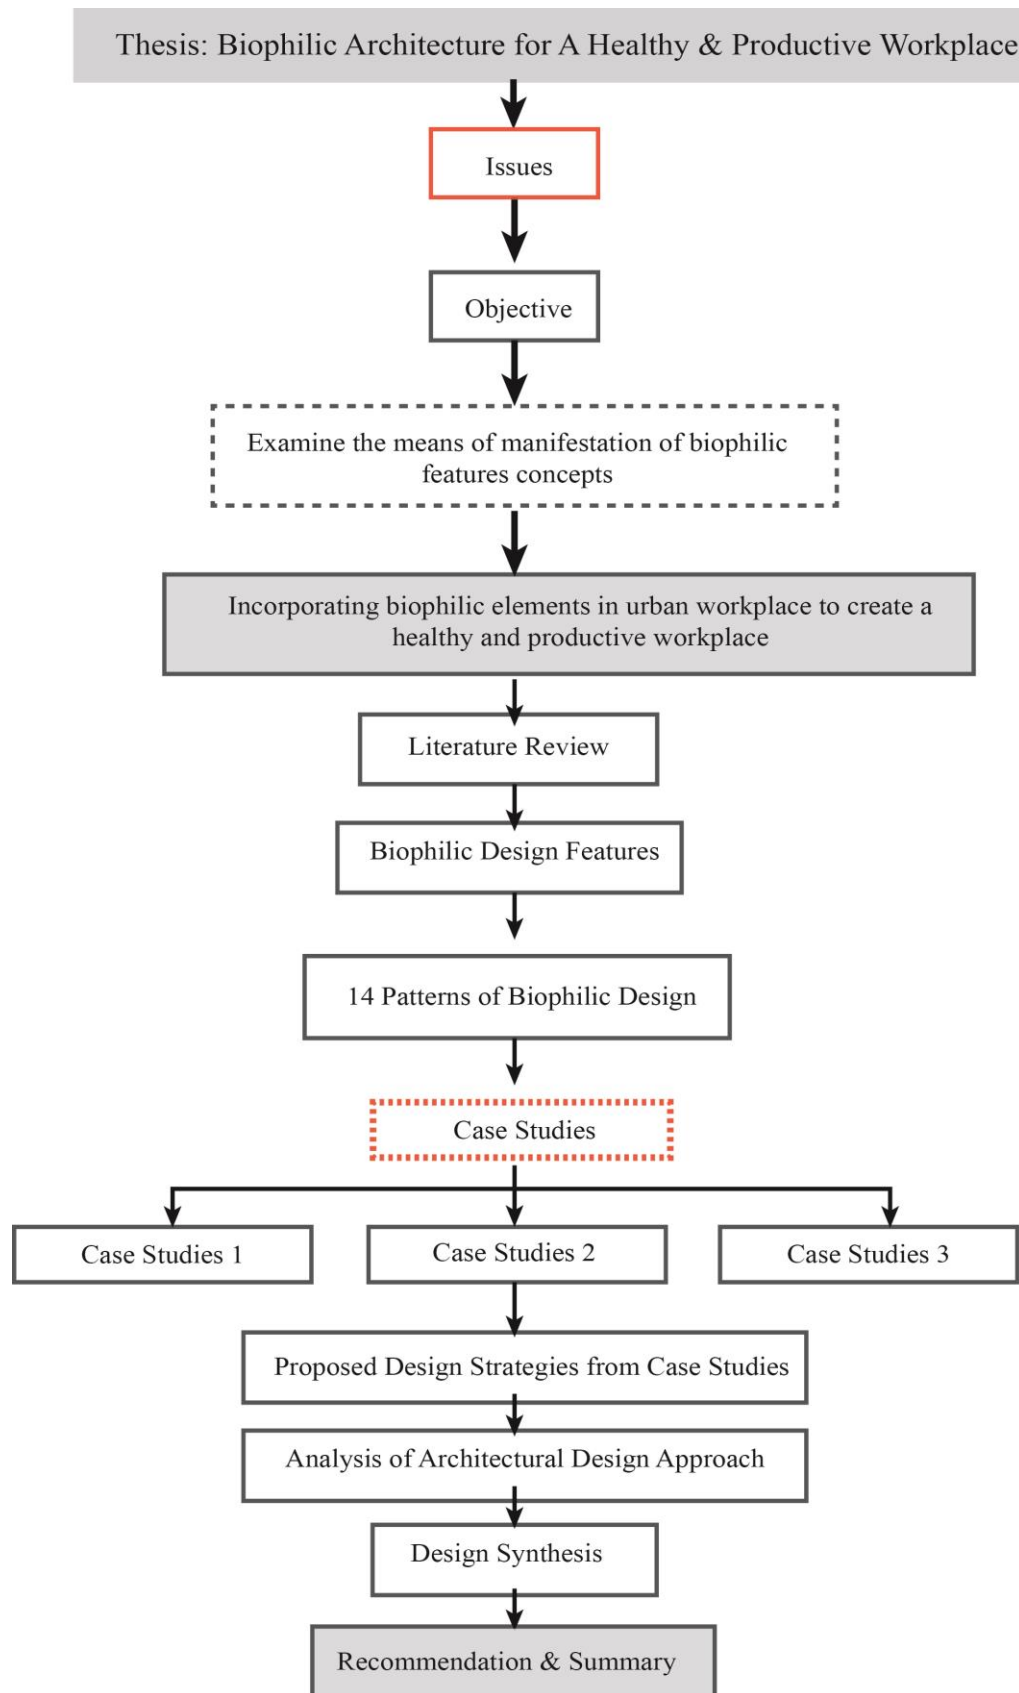 Thesis: Biophilic Architecture for A Healthy & Productive Workplace
Issues
Objective
Examine the means of manifestation of biophilic
features concepts
Incorporating biophilic elements in urban workplace to create a
healthy and productive workplace
Literature Review
Biophilic Design Features
14 Patterns of Biophilic Design
Case Studies
Case Studies 1
Case Studies 2
Case Studies 3
Proposed Design Strategies from Case Studies
Analysis of Architectural Design Approach
Design Synthesis
Recommendation & Summary